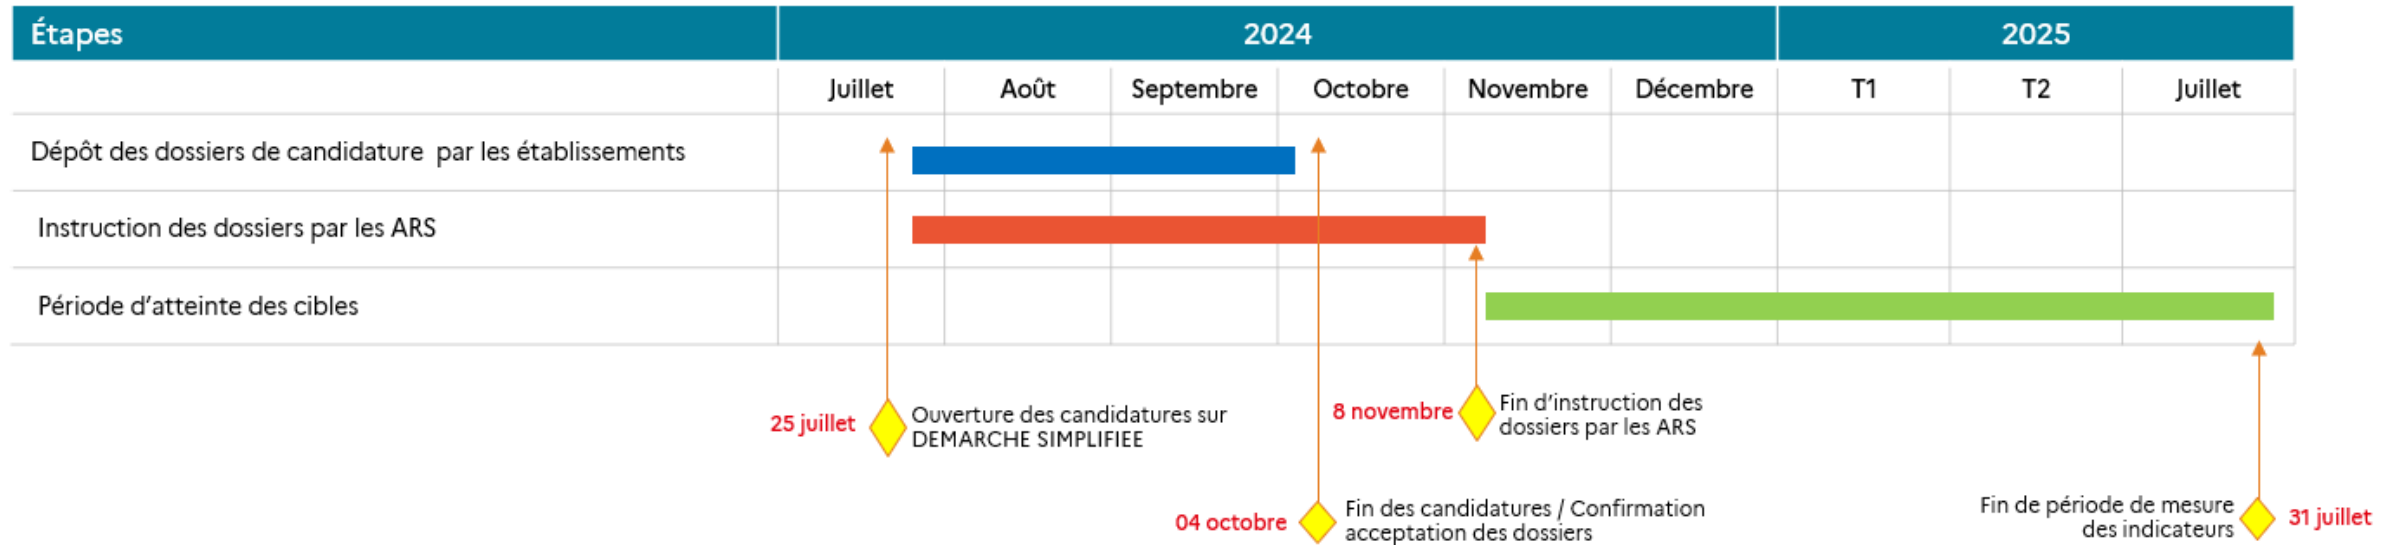 Étapes
2024
2025
Juillet
Août
Septembre
Octobre
Novembre
Décembre
T1
T2
Juillet
Dépôt des dossiers de candidature par les établissements
Instruction des dossiers par les ARS
Période d'atteinte des cibles
25 juillet
Ouverture des candidatures sur
DEMARCHE SIMPLIFIEE
8 novembre
Fin d'instruction des
dossiers par les ARS
04 octobre
Fin des candidatures / Confirmation
acceptation des dossiers
Fin de période de mesure
des indicateurs
31 juillet